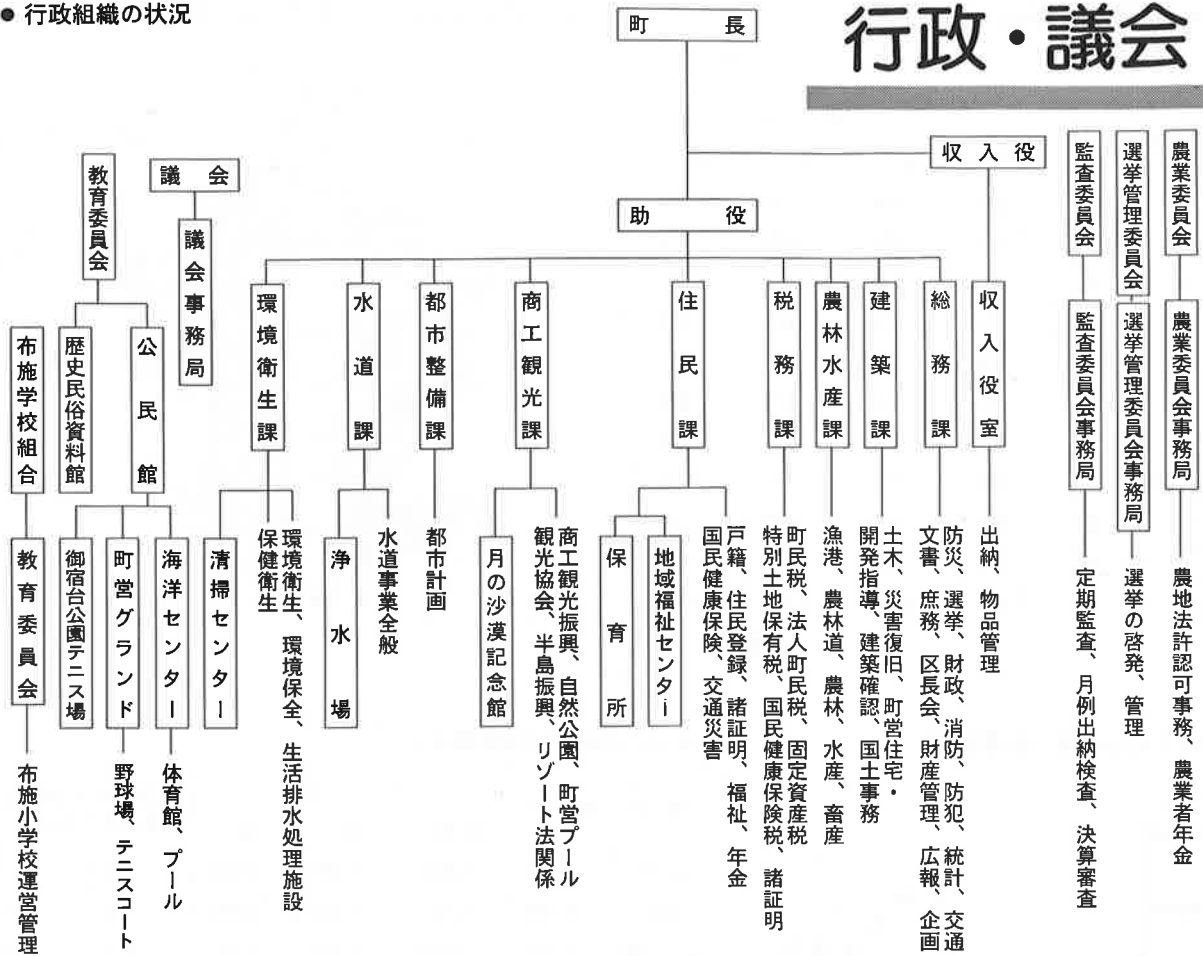 ● 行政組織の状況
行政・議会
町長
収入役
助役
農業委員会
選挙管理委員会
監査委員会
議会
教育委員会
農業委員会事務局
選挙管理委員会事務局
監査委員会事務局
収入役室
総務課
建築課
農林水産課
税務課
住民課
商工観光課
都市整備課
水道課
環境衛生課
議会事務局
公民館
歴史民俗資料館
布施学校組合
農地法許認可事務、農業者年金
選挙の啓発、管理
定期監査、月例出納検査、決算審査
出納、物品管理
防災、選挙、財政、消防、防犯、統計、交通
文書、庶務、区長会、財産管理、広報、企画
土木、災害復旧、町営住宅・
開発指導、建築確認、国土事務
漁港、農林道、農林、水産、畜産
町民税、法人町民税、固定資産税
特別土地保有税、国民健康保険税、諸証明
戸籍、住民登録、諸証明、福祉、年金
国民健康保険、交通災害
地域福祉センター
保育所
商工観光振興、自然公園、町営プール
観光協会、半島振興、リゾート法関係
月の沙漠記念館
都市計画
水道事業全般
浄水場
環境衛生、環境保全、生活排水処理施設
保健衛生
清掃センター
海洋センター
体育館、プール
町営グランド
野球場、テニスコート
御宿台公園テニス場
教育委員会
布施小学校運営管理